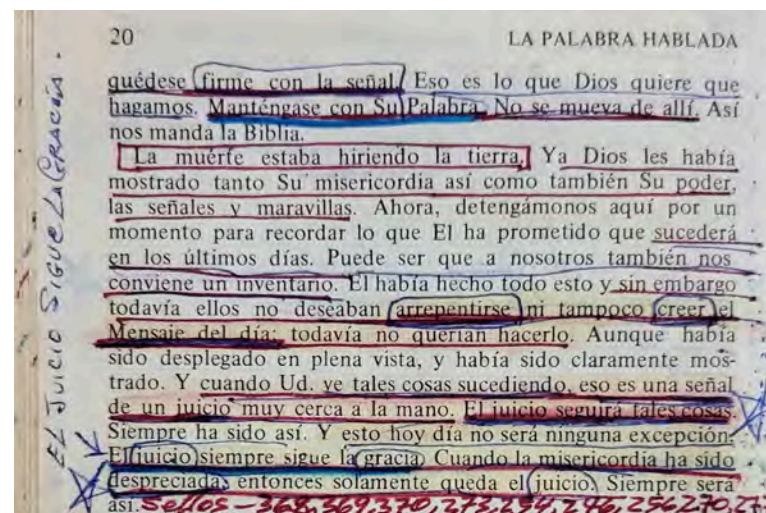 20 LA PALABRA HABLADA
quédese firme con la señal. Eso es lo que Dios quiere que
hagamos. Manténgase con Su Palabra. No se mueva de allí. Así
nos manda la Biblia.
La muerte estaba hiriendo la tierra. Ya Dios les había
mostrado tanto Su misericordia así como también Su poder,
las señales y maravillas. Ahora, detengámonos aquí por un
momento para recordar lo que El ha prometido que sucederá
en los últimos días. Puede ser que a nosotros también nos
conviene un inventario. El había hecho todo esto y sin embargo
todavía ellos no deseaban arrepentirse ni tampoco creer el
Mensaje del día; todavía no querían hacerlo. Aunque había
sido desplegado en plena vista, y había sido claramente mos-
trado. Y cuando Ud. ve tales cosas sucediendo, eso es una señal
de un juicio muy cerca a la mano. El juicio seguirá tales cosas.
Siempre ha sido así. Y esto hoy día no será ninguna excepción.
El juicio siempre sigue la gracia. Cuando la misericordia ha sido
despreciada, entonces solamente queda el juicio. Siempre será
así. Sellos - 368, 369, 370, 273, 234, 246, 256 270,
EL JUICIO SIGUE LA GRACIA.